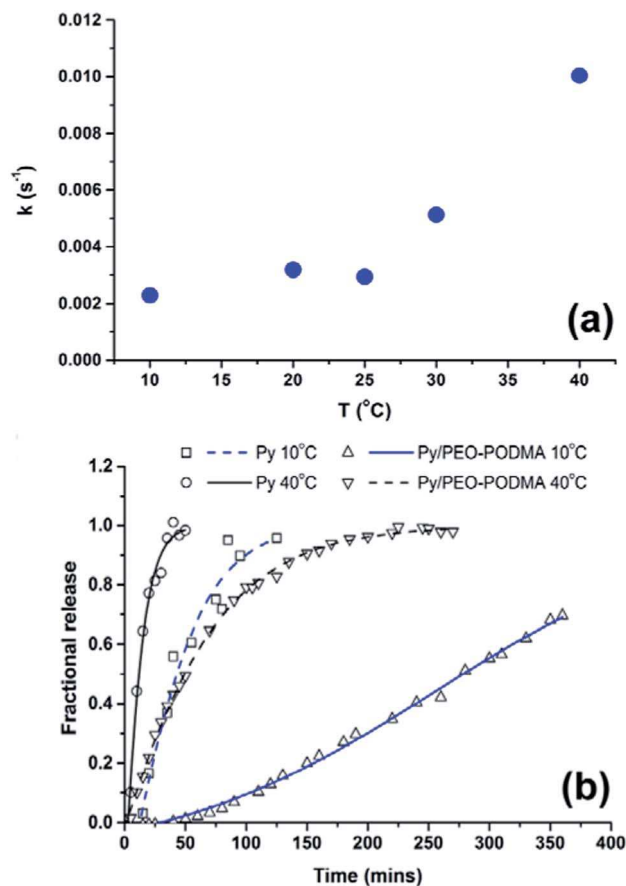 0.012
0.010
0.008
0.006
0.004
0.002
0.000
k (s⁻¹)
10 15 20 25 30 35 40
T (°C)
(a)
Py 10°C Py/PEO-PODMA 10°C
Py 40°C Py/PEO-PODMA 40°C
1.2
1.0
0.8
0.6
0.4
0.2
0.0
Fractional release
0 50 100 150 200 250 300 350 400
Time (mins)
(b)